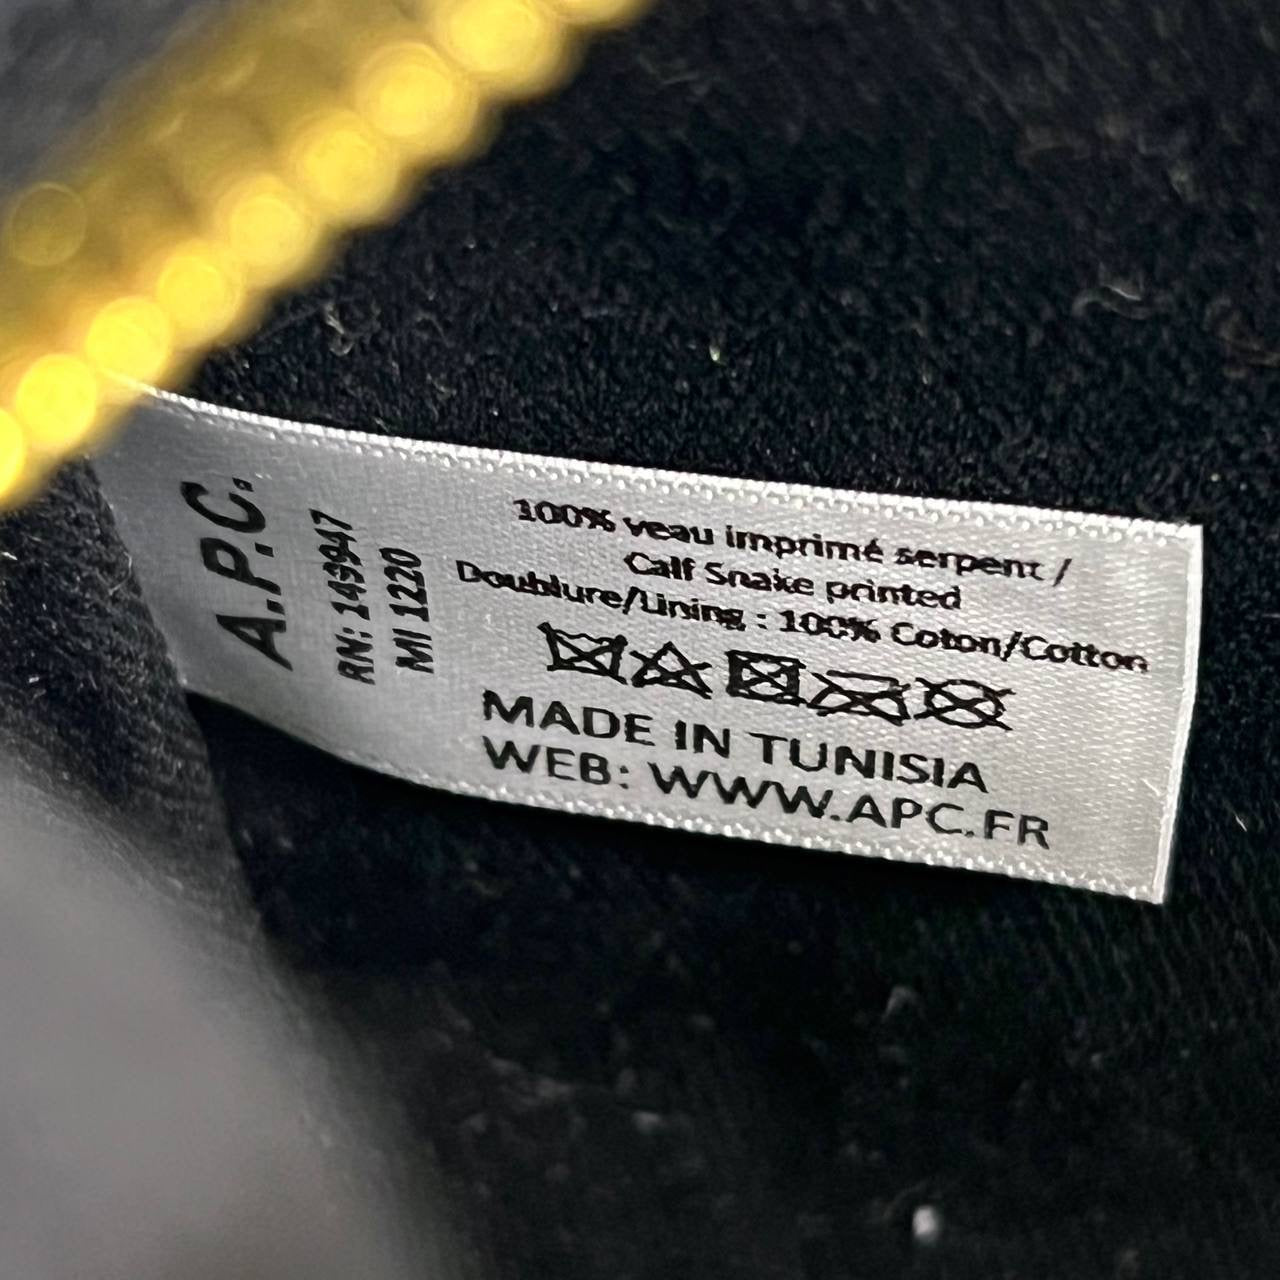 A.P.C.
RN: 149947
MI 1220
100% veau imprimé serpent /
Calf Snake printed
Doublure/Lining : 100% Coton/Cotton
MADE IN TUNISIA
WEB: WWW.APC.FR